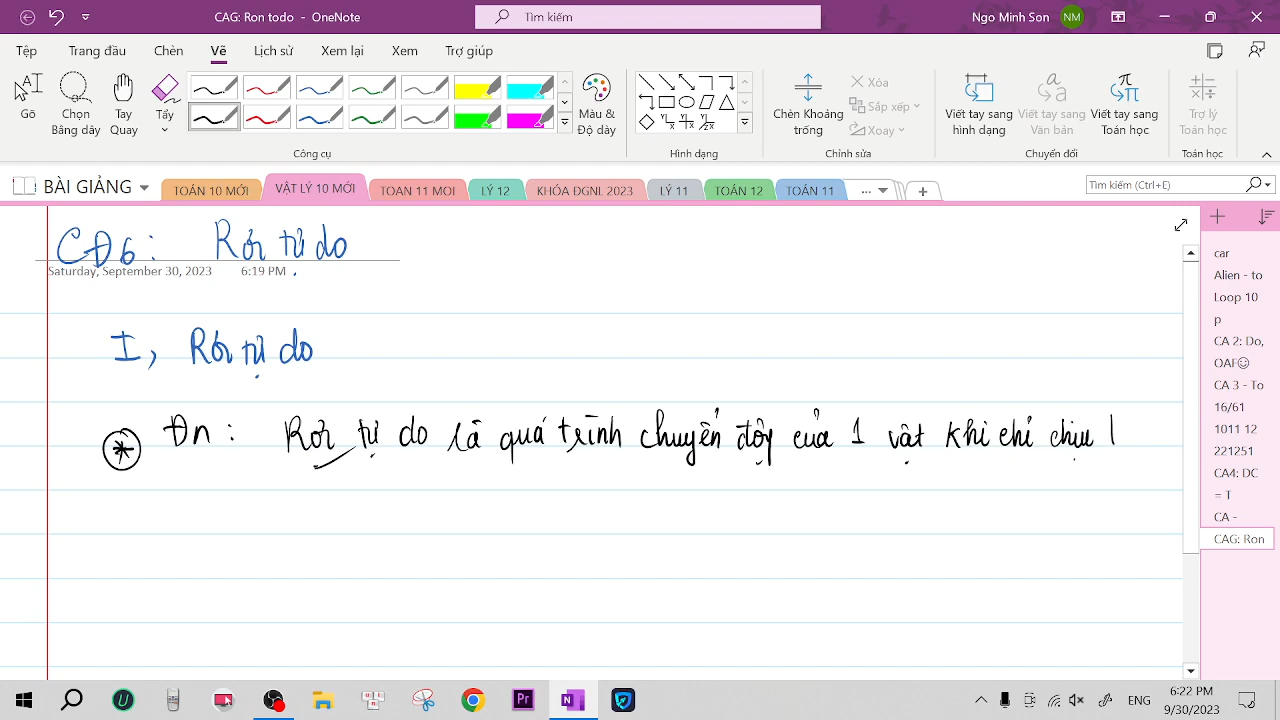 CAG: Ron todo - OneNote
Tìm kiếm
Ngo Minh Son
NM
Tệp
Trang đầu
Chèn
Vẽ
Lịch sử
Xem lại
Xem
Trợ giúp
Gõ
Chọn
Bằng dây
Tay
Quay
Tẩy
Màu &
Độ dày
Chèn Khoảng
trống
Xóa
Sắp xếp
Xoay
Viết tay sang
hình dạng
Viết tay sang
Văn bản
Viết tay sang
Toán học
Trợ lý
Toán học
Công cụ
Hình dạng
Chỉnh sửa
Chuyển đổi
Toán học
BÀI GIẢNG
TOÁN 10 MỚI
VẬT LÝ 10 MỚI
TOAN 11 MOI
LÝ 12
KHÓA ĐGNL 2023
LÝ 11
TOÁN 12
TOÁN 11
...
Tìm kiếm (Ctrl+E)
CĐ6: Rơi tự do
Saturday, September 30, 2023 6:19 PM
I, Rơi tự do
* Đn: Rơi tự do là quá trình chuyển động của 1 vật khi chỉ chịu
car
Alien - to
Loop 10
p
CA 2: Do,
OAF☺
CA 3 - To
16/61
1011 12
221251
CA4: DC
= T
CA -
CAG: Ron
Pr
ENG
6:22 PM
9/30/2023